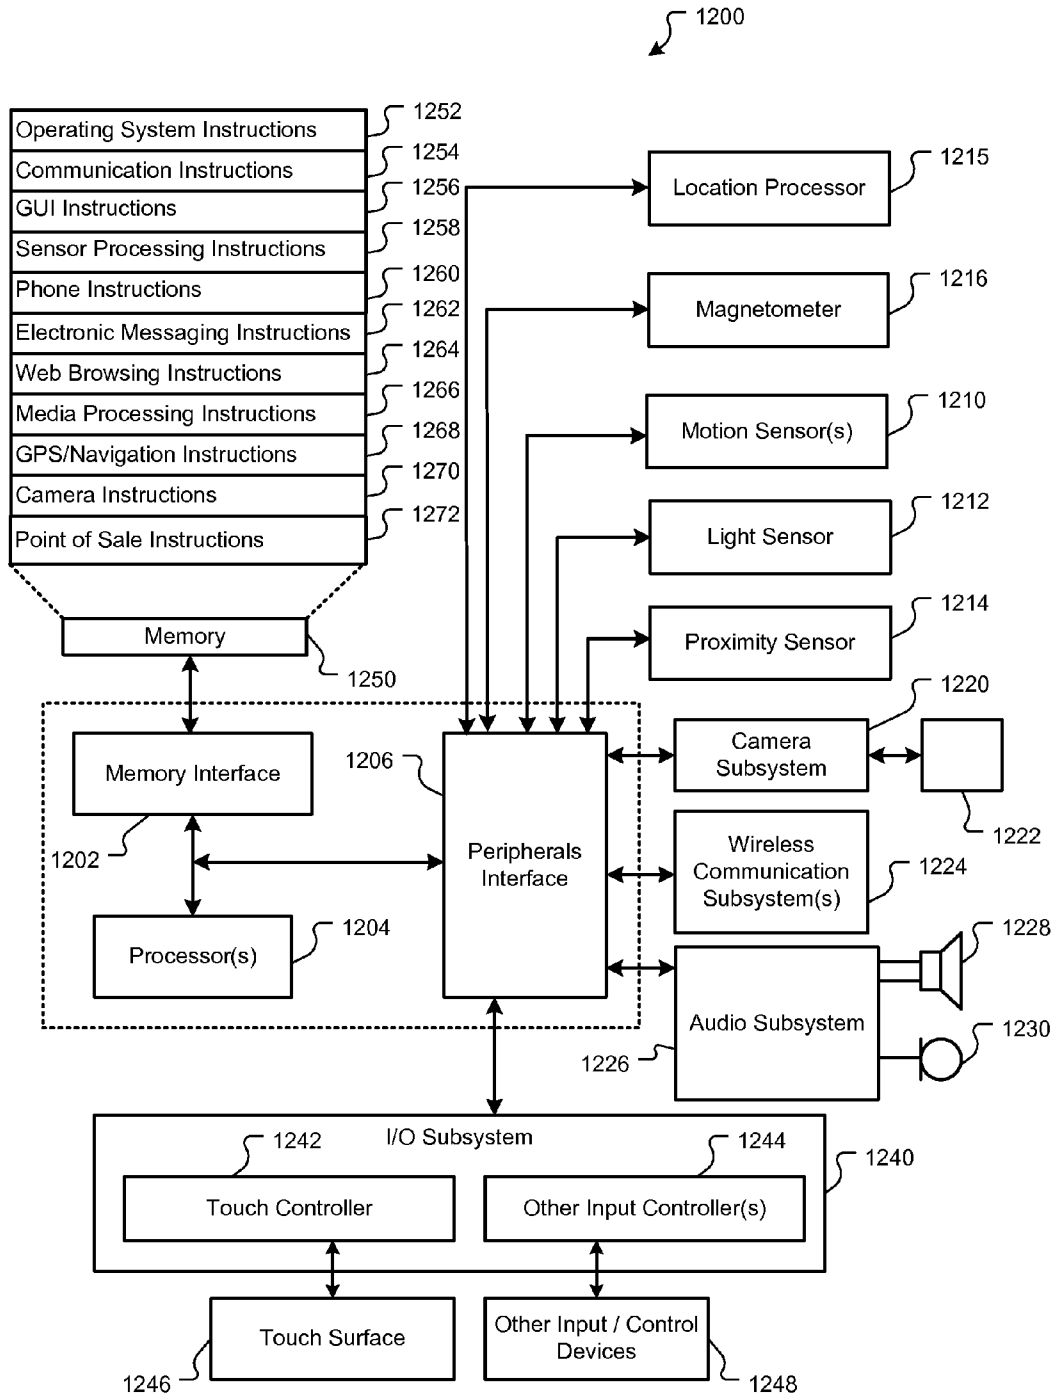 1200
Operating System Instructions
1252
Communication Instructions
1254
GUI Instructions
1256
Sensor Processing Instructions
1258
Phone Instructions
1260
Electronic Messaging Instructions
1262
Web Browsing Instructions
1264
Media Processing Instructions
1266
GPS/Navigation Instructions
1268
Camera Instructions
1270
Point of Sale Instructions
1272
Memory
1250
Location Processor
1215
Magnetometer
1216
Motion Sensor(s)
1210
Light Sensor
1212
Proximity Sensor
1214
Memory Interface
1202
Processor(s)
1204
1206
Peripherals
Interface
Camera
Subsystem
1220
1222
Wireless
Communication
Subsystem(s)
1224
Audio Subsystem
1226
1228
1230
I/O Subsystem
1240
1242
Touch Controller
1244
Other Input Controller(s)
Touch Surface
1246
Other Input / Control
Devices
1248